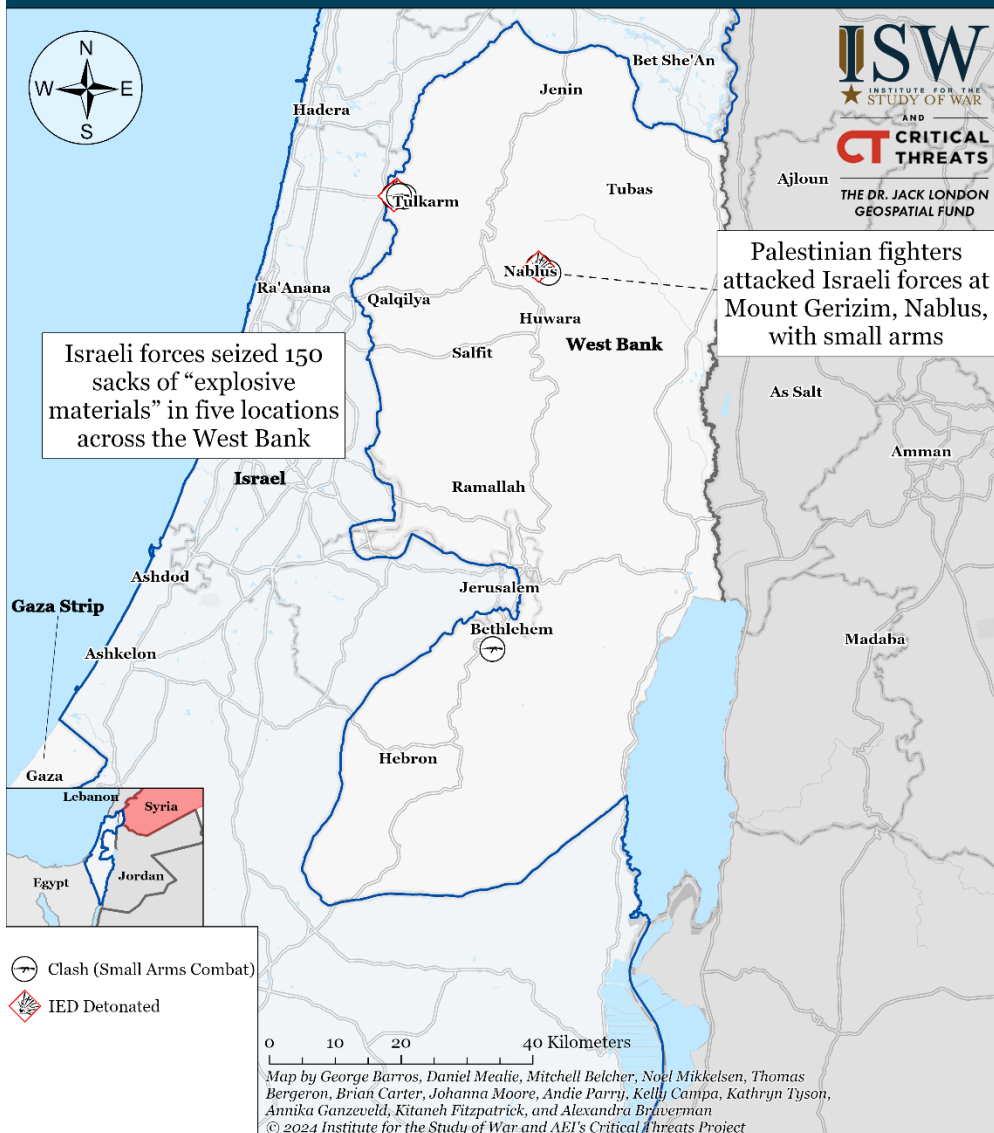 N
W
E
S
ISW
INSTITUTE FOR THE
STUDY OF WAR
AND
CT CRITICAL
THREATS
THE DR. JACK LONDON
GEOSPATIAL FUND
Bet She'An
Jenin
Hadera
Ajloun
Tubas
Tulkarm
Palestinian fighters
attacked Israeli forces at
Mount Gerizim, Nablus,
with small arms
Nablus
Ra'Anana
Qalqilya
Huwara
West Bank
Salfit
Israeli forces seized 150
sacks of “explosive
materials” in five locations
across the West Bank
As Salt
Amman
Israel
Ramallah
Ashdod
Jerusalem
Gaza Strip
Bethlehem
Madaba
Ashkelon
Hebron
Gaza
Lebanon
Syria
Egypt
Jordan
Clash (Small Arms Combat)
IED Detonated
0 10 20 40 Kilometers
Map by George Barros, Daniel Mealie, Mitchell Belcher, Noel Mikkelsen, Thomas
Bergeron, Brian Carter, Johanna Moore, Andie Parry, Kelly Campa, Kathryn Tyson,
Annika Ganzeveld, Kitaneh Fitzpatrick, and Alexandra Braverman
© 2024 Institute for the Study of War and AEI's Critical Threats Project